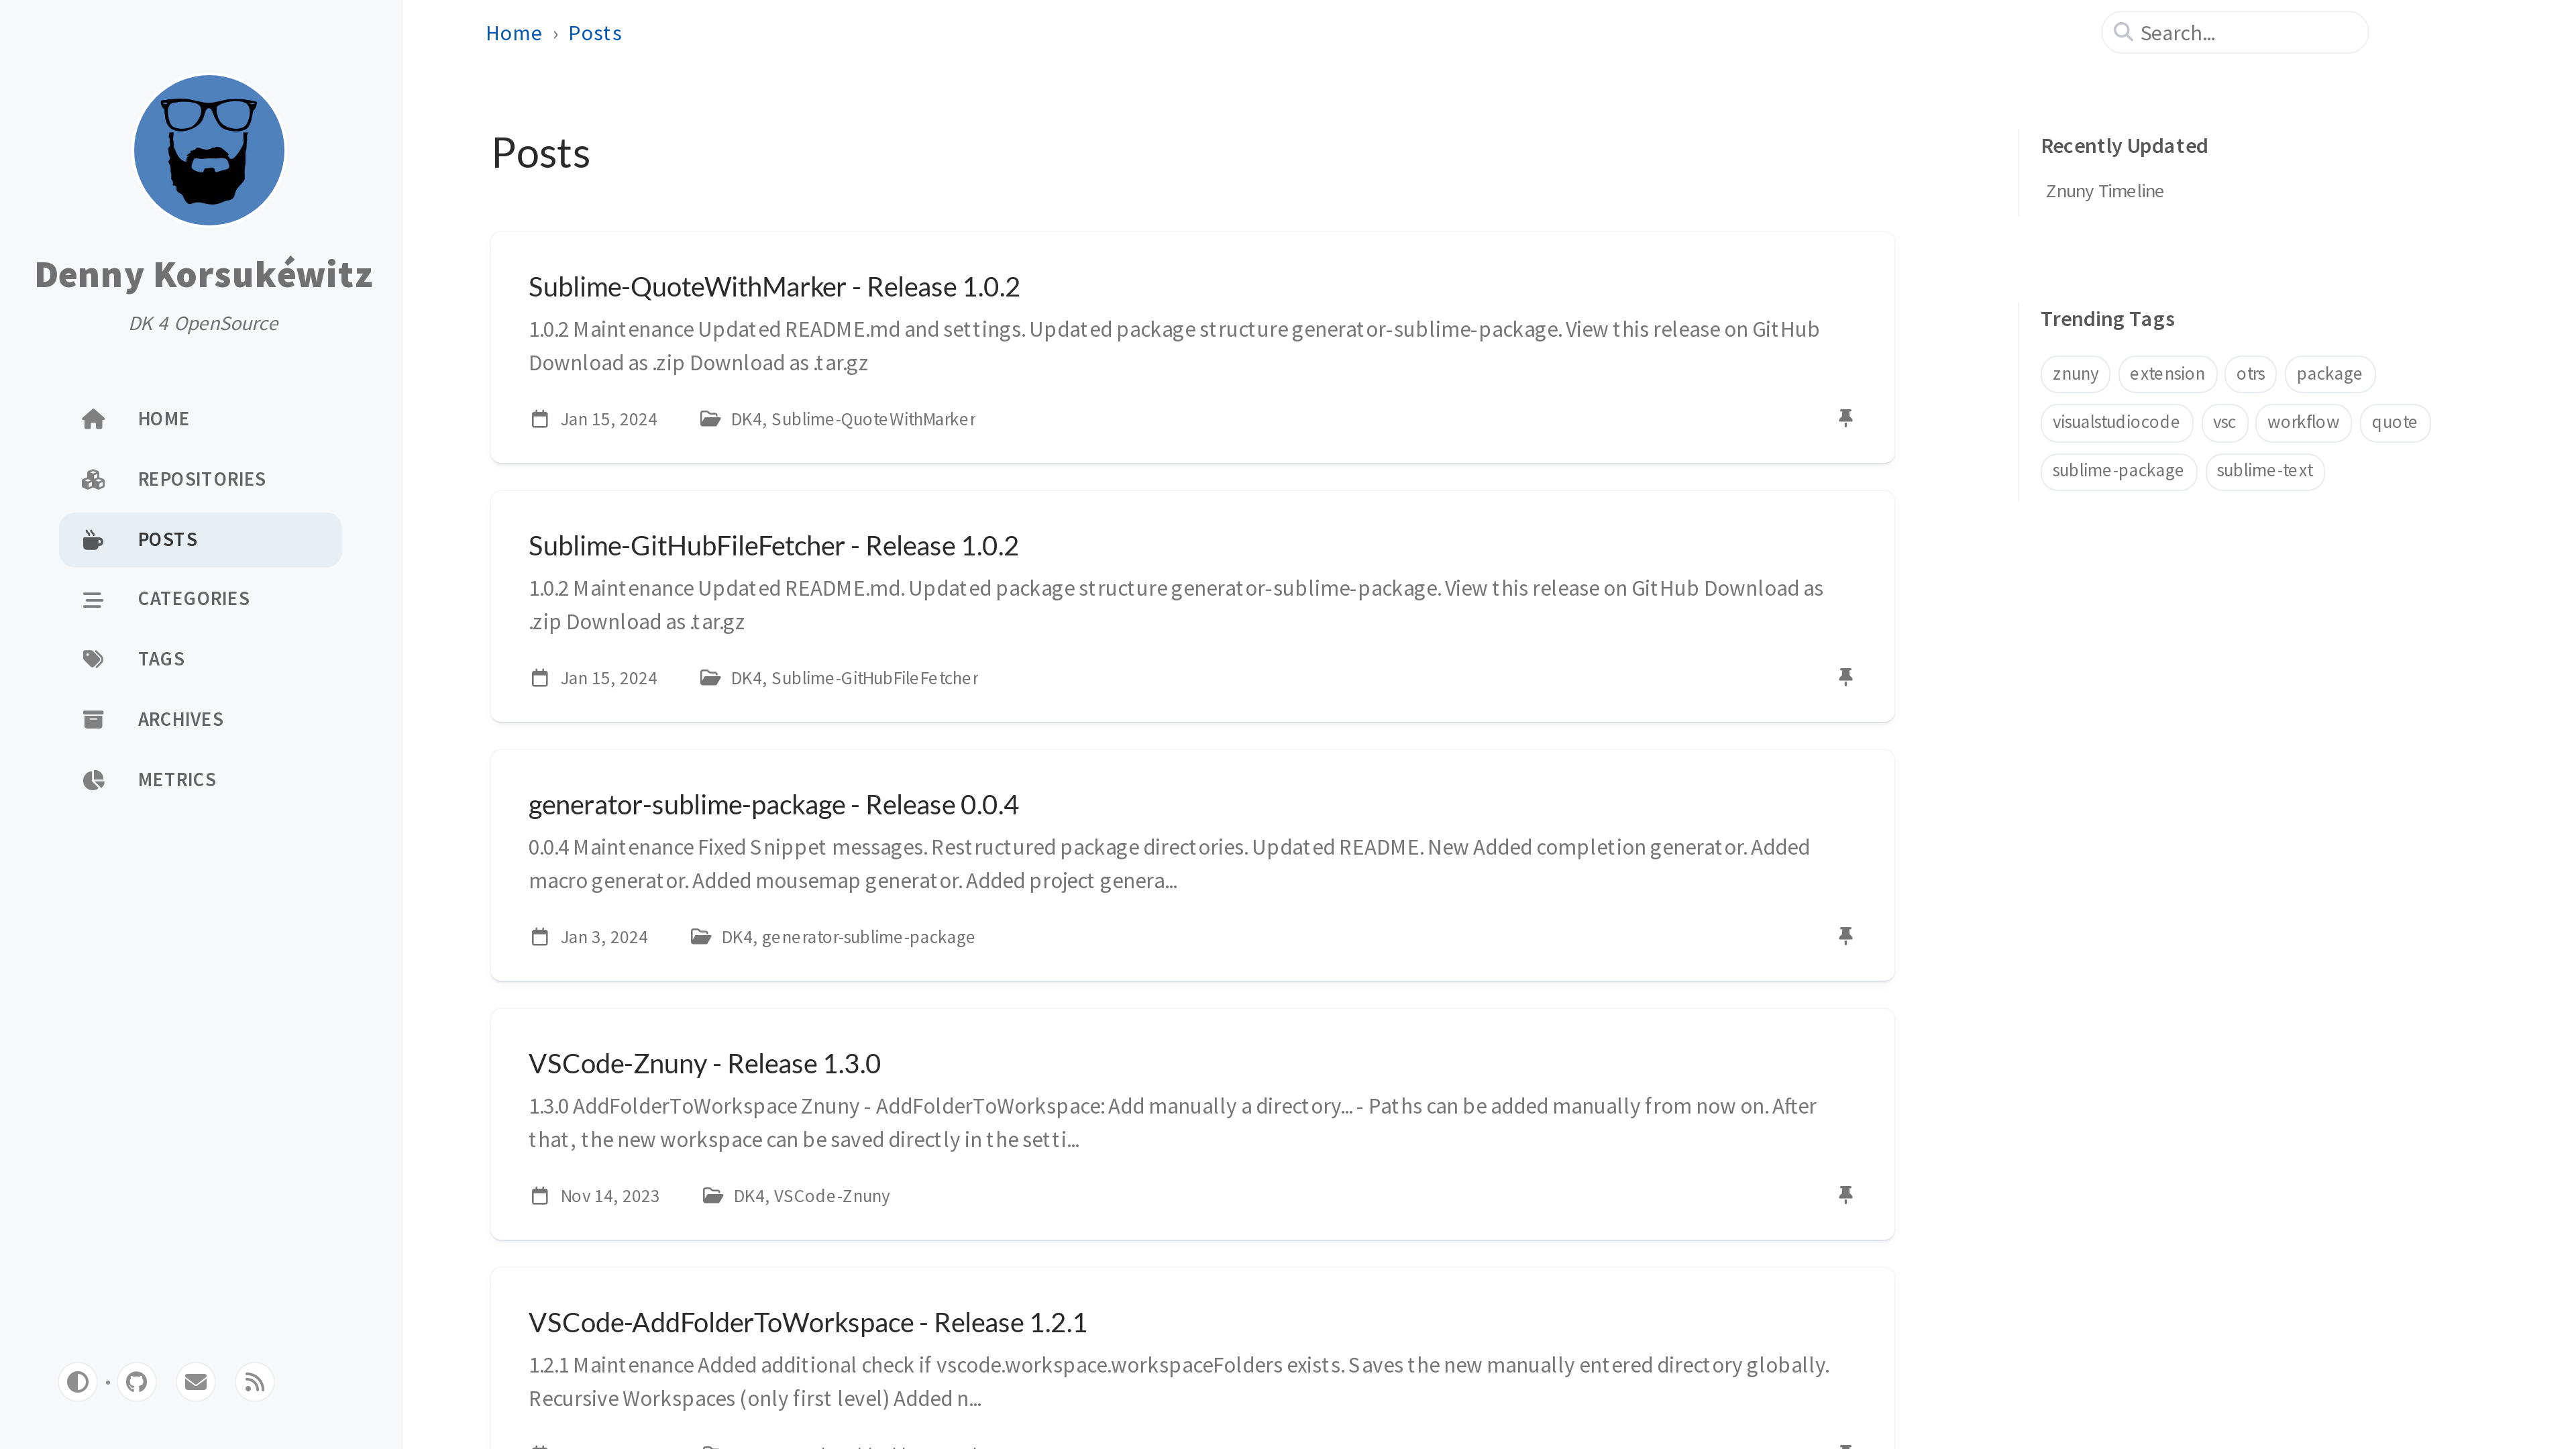 Denny Korsukéwitz
DK 4 OpenSource
HOME
REPOSITORIES
POSTS
CATEGORIES
TAGS
ARCHIVES
METRICS
Home › Posts
Search...
Posts
Sublime-QuoteWithMarker - Release 1.0.2
1.0.2 Maintenance Updated README.md and settings. Updated package structure generator-sublime-package. View this release on GitHub
Download as .zip Download as .tar.gz
Jan 15, 2024 DK4, Sublime-QuoteWithMarker
Sublime-GitHubFileFetcher - Release 1.0.2
1.0.2 Maintenance Updated README.md. Updated package structure generator-sublime-package. View this release on GitHub Download as
.zip Download as .tar.gz
Jan 15, 2024 DK4, Sublime-GitHubFileFetcher
generator-sublime-package - Release 0.0.4
0.0.4 Maintenance Fixed Snippet messages. Restructured package directories. Updated README. New Added completion generator. Added
macro generator. Added mousemap generator. Added project genera...
Jan 3, 2024 DK4, generator-sublime-package
VSCode-Znuny - Release 1.3.0
1.3.0 AddFolderToWorkspace Znuny - AddFolderToWorkspace: Add manually a directory... - Paths can be added manually from now on. After
that, the new workspace can be saved directly in the setti...
Nov 14, 2023 DK4, VSCode-Znuny
VSCode-AddFolderToWorkspace - Release 1.2.1
1.2.1 Maintenance Added additional check if vscode.workspace.workspaceFolders exists. Saves the new manually entered directory globally.
Recursive Workspaces (only first level) Added n...
Recently Updated
Znuny Timeline
Trending Tags
znuny extension otrs package
visualstudiocode vsc workflow quote
sublime-package sublime-text